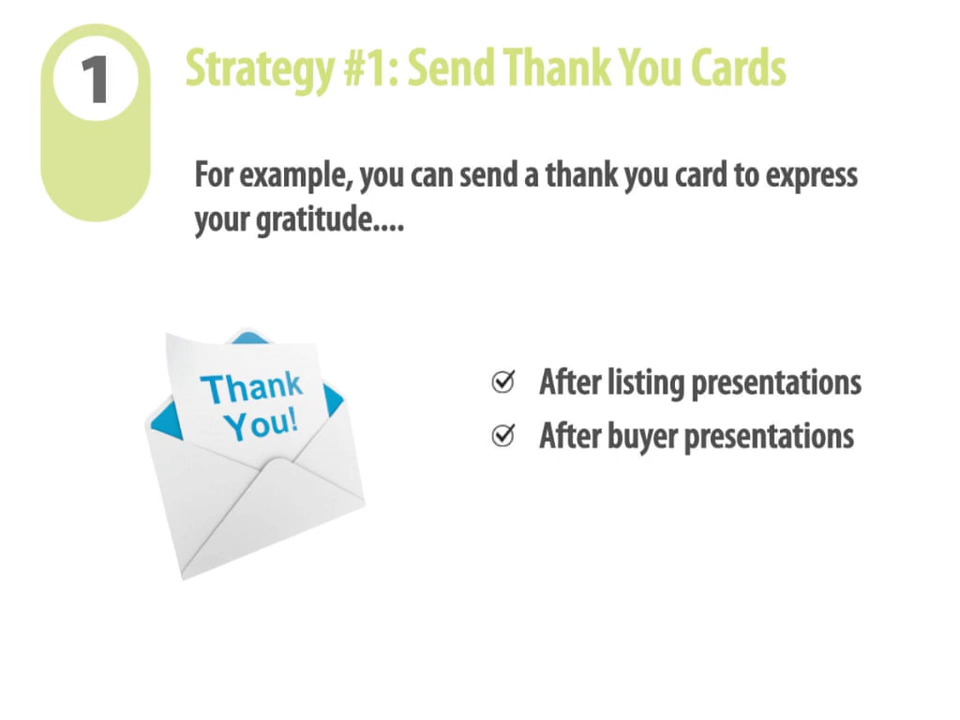 1
Strategy #1: Send Thank You Cards
For example, you can send a thank you card to express
your gratitude....
Thank
You!
After listing presentations
After buyer presentations